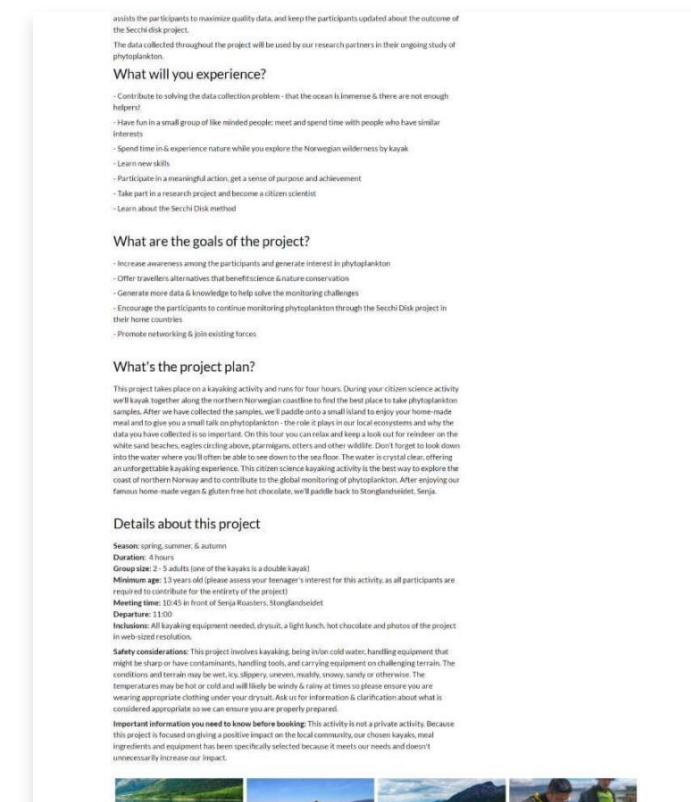 assists the participants to maximize quality data, and keep the participants updated about the outcome of
the Secchi disk project.
The data collected throughout the project will be used by our research partners in their ongoing study of
phytoplankton.
What will you experience?
- Contribute to solving the data collection problem - that the ocean is immense & there are not enough
helpers!
- Have fun in a small group of like minded people; meet and spend time with people who have similar
interests
- Spend time in & experience nature while you explore the Norwegian wilderness by kayak
- Learn new skills
- Participate in a meaningful action, get a sense of purpose and achievement
- Take part in a research project and become a citizen scientist
- Learn about the Secchi Disk method
What are the goals of the project?
- Increase awareness among the participants and generate interest in phytoplankton
- Offer travellers alternatives that benefit science & nature conservation
- Generate more data & knowledge to help solve the monitoring challenges
- Encourage the participants to continue monitoring phytoplankton through the Secchi Disk project in
their home countries
- Promote networking & join existing forces
What's the project plan?
This project takes place on a kayaking activity and runs for four hours. During your citizen science activity
we'll kayak together along the northern Norwegian coastline to find the best place to take phytoplankton
samples. After we have collected the samples, we'll paddle onto a small island to enjoy your home-made
meal and to give you a small talk on phytoplankton - the role it plays in our local ecosystems and why the
data you have collected is so important. On this tour you can relax and keep a look out for reindeer on the
white sand beaches, eagles circling above, ptarmigans, otters and other wildlife. Don't forget to look down
into the water where you'll often be able to see down to the sea floor. The water is crystal clear, offering
an unforgettable kayaking experience. This citizen science kayaking activity is the best way to explore the
coast of northern Norway and to contribute to the global monitoring of phytoplankton. After enjoying our
famous home-made vegan & gluten free hot chocolate, we'll paddle back to Stonglandseidet, Senja.
Details about this project
Season: spring, summer, & autumn
Duration: 4 hours
Group size: 2 - 5 adults (one of the kayaks is a double kayak)
Minimum age: 13 years old (please assess your teenager's interest for this activity, as all participants are
required to contribute for the entirety of the project)
Meeting time: 10:45 in front of Senja Roasters, Stonglandseidet
Departure: 11:00
Inclusions: All kayaking equipment needed, drysuit, a light lunch, hot chocolate and photos of the project
in web-sized resolution.
Safety considerations: This project involves kayaking, being in/on cold water, handling equipment that
might be sharp or have contaminants, handling tools, and carrying equipment on challenging terrain. The
conditions and terrain may be wet, icy, slippery, uneven, muddy, snowy, sandy or otherwise. The
temperatures may be hot or cold and will likely be windy & rainy at times so please ensure you are
wearing appropriate clothing under your drysuit. Ask us for information & clarification about what is
considered appropriate so we can ensure you are properly prepared.
Important information you need to know before booking: This activity is not a private activity. Because
this project is focused on giving a positive impact on the local community, our chosen kayaks, meal
ingredients and equipment has been specifically selected because it meets our needs and doesn't
unnecessarily increase our impact.